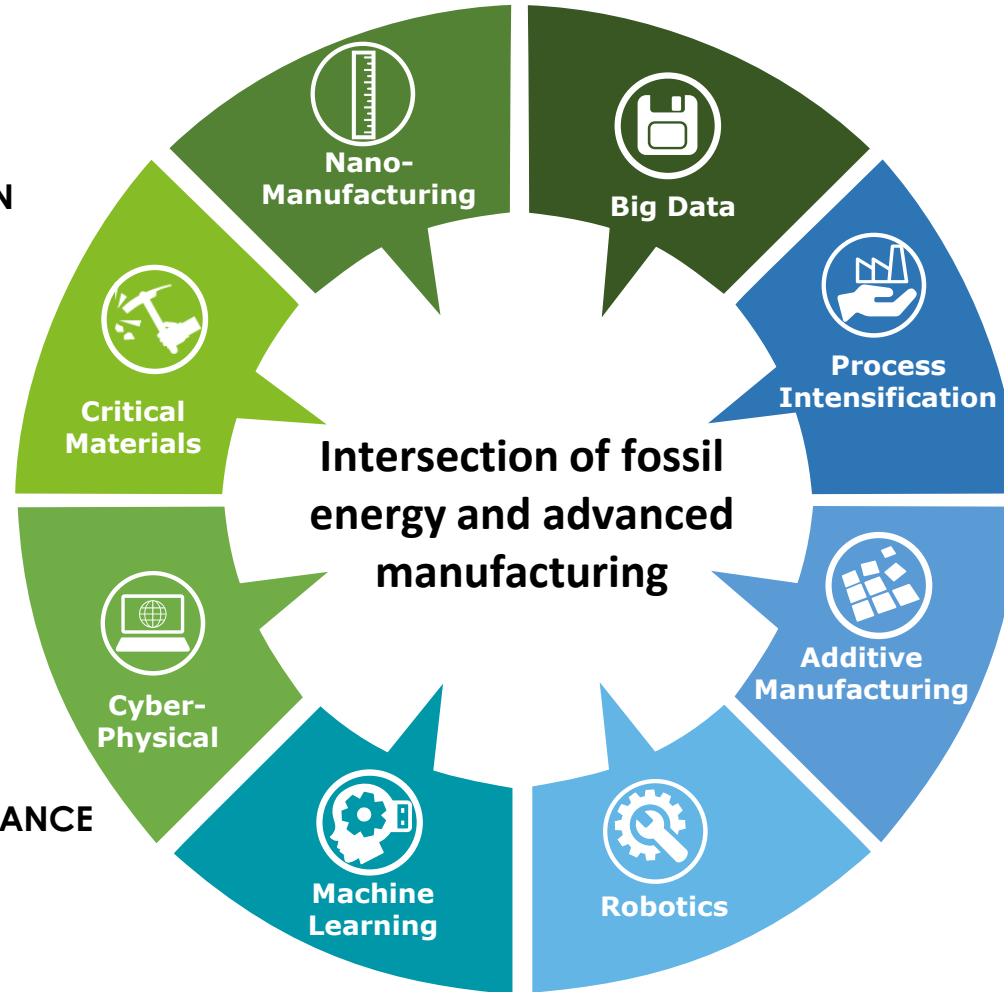 Nano-
Manufacturing
Big Data
Process
Intensification
Additive
Manufacturing
Robotics
Machine
Learning
Cyber-
Physical
Critical
Materials
Intersection of fossil
energy and advanced
manufacturing